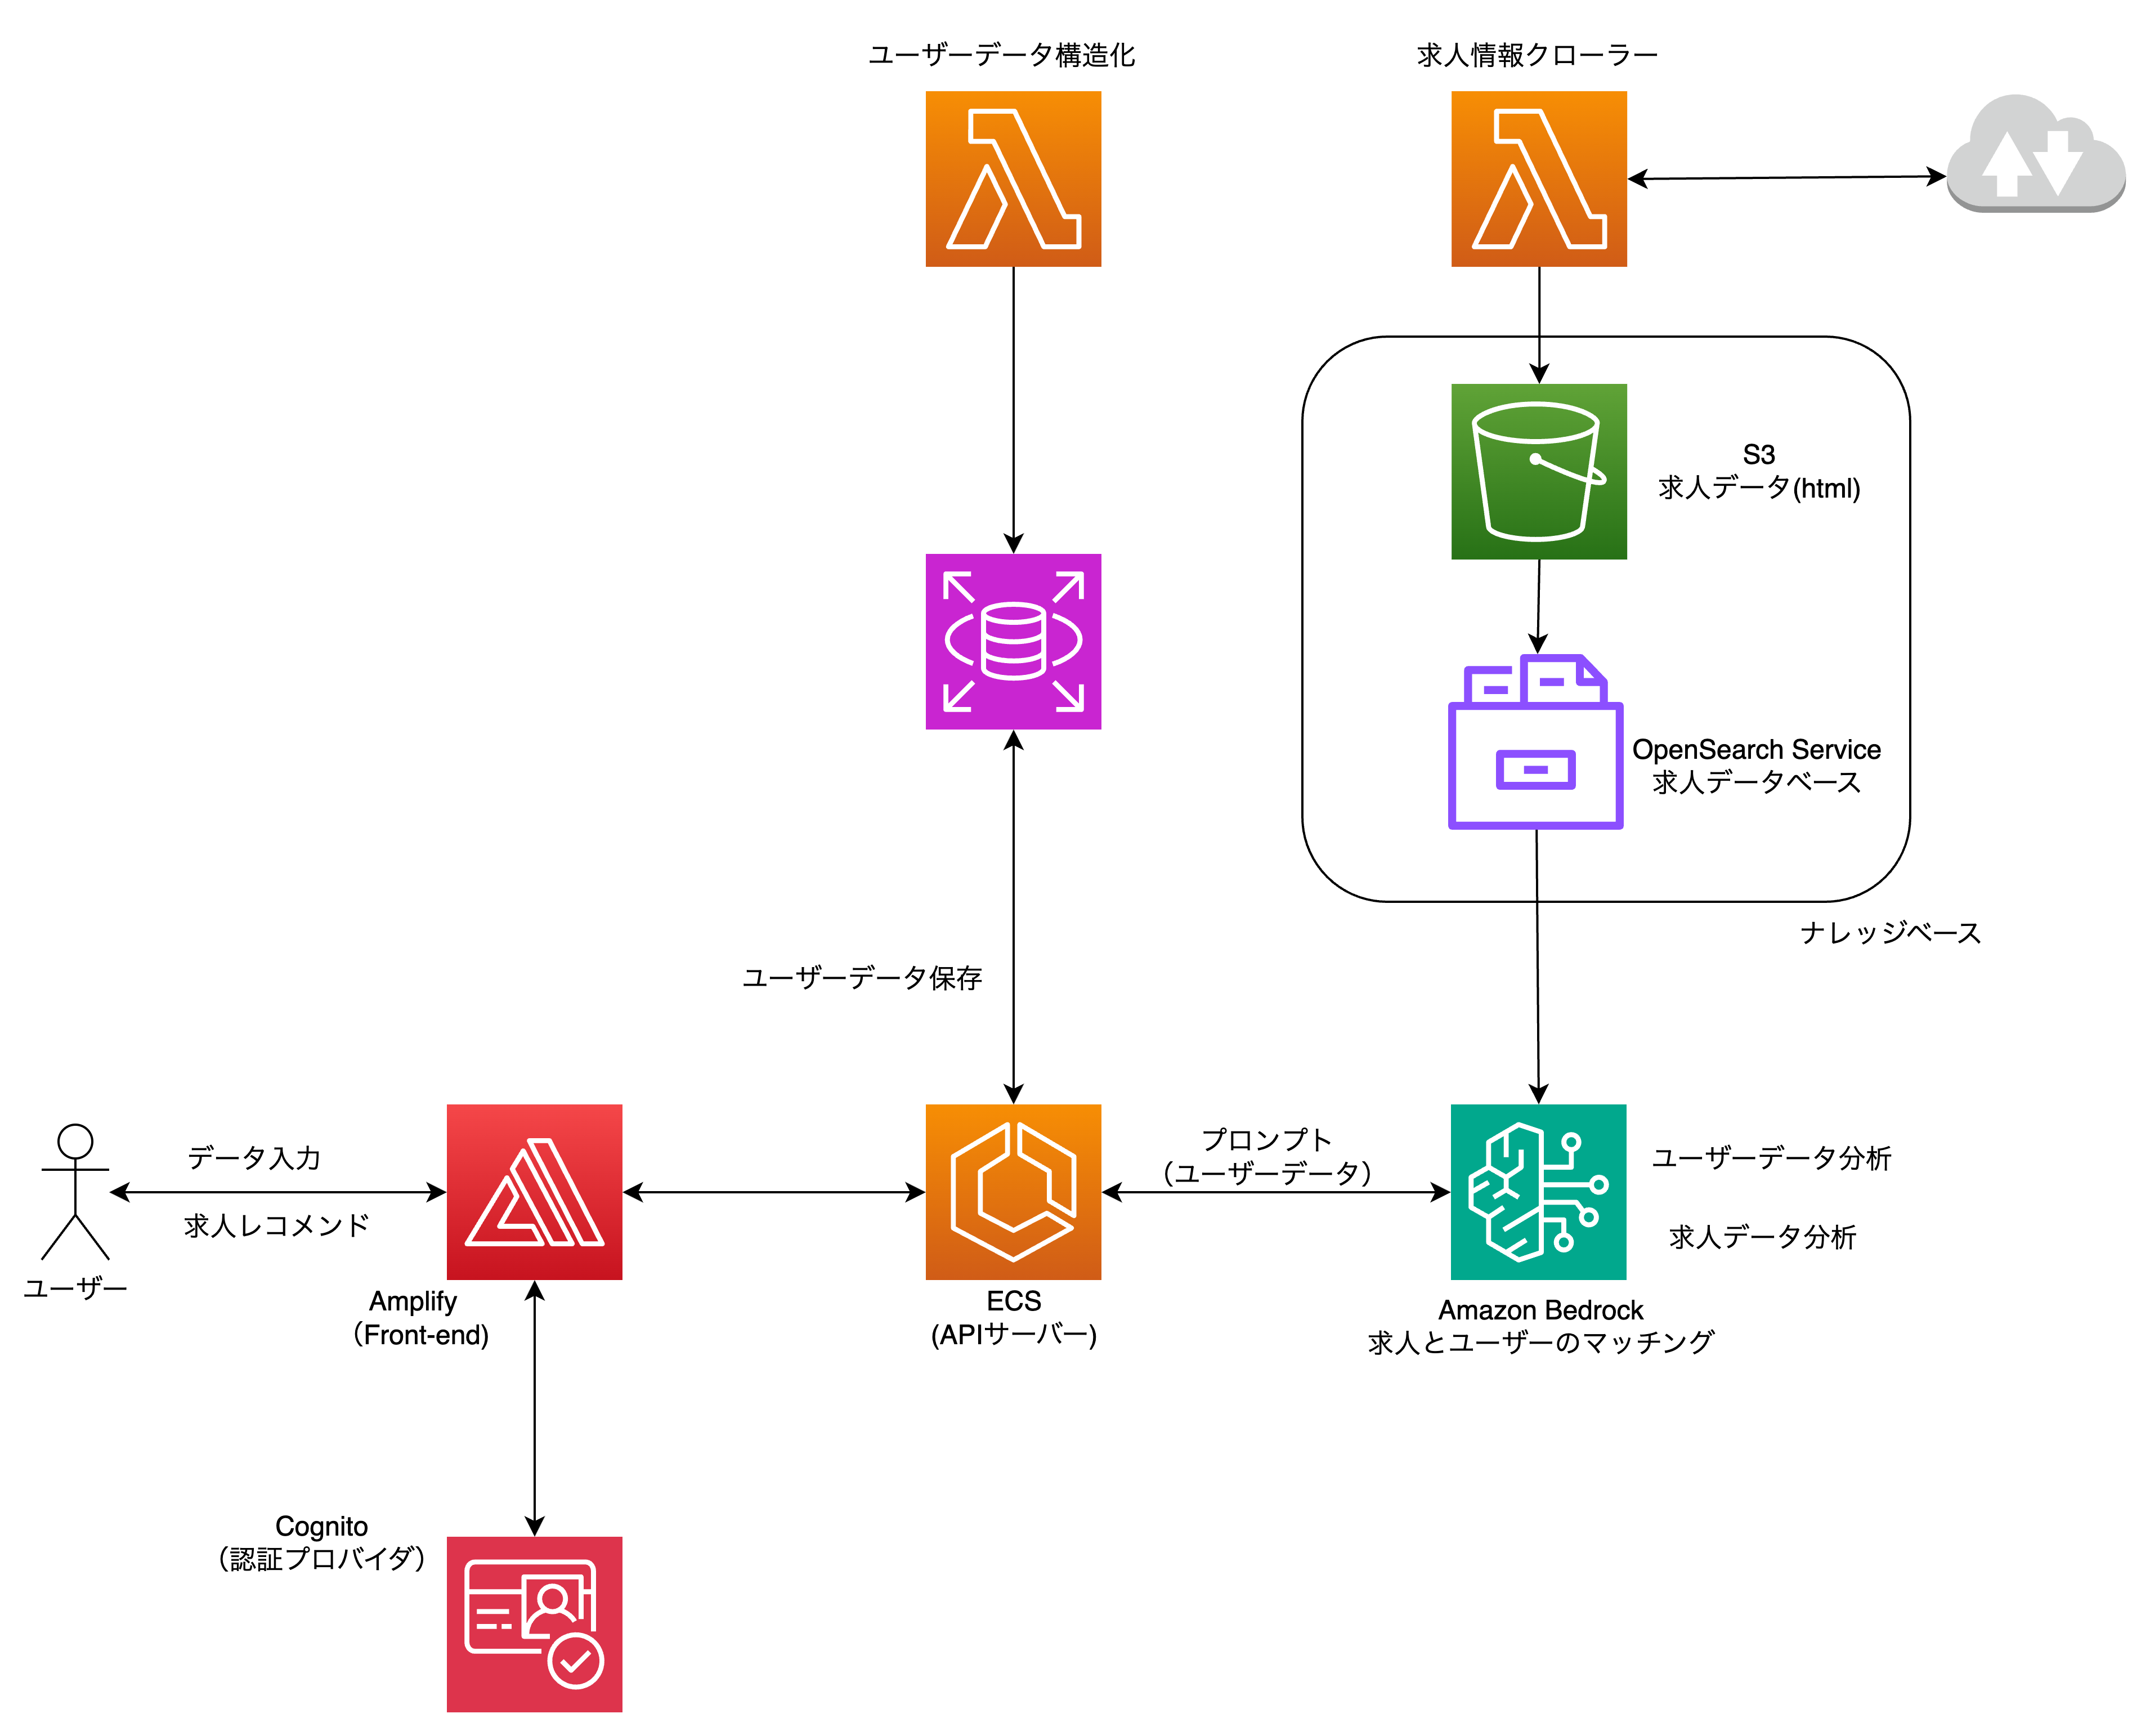 ユーザーデータ構造化
求人情報クローラー
S3
求人データ(html)
OpenSearch Service
求人データベース
ナレッジベース
ユーザーデータ保存
データ入力
求人レコメンド
ユーザー
Amplify
（Front-end)
ECS
(APIサーバー)
プロンプト
（ユーザーデータ）
ユーザーデータ分析
求人データ分析
Amazon Bedrock
求人とユーザーのマッチング
Cognito
（認証プロバイダ）